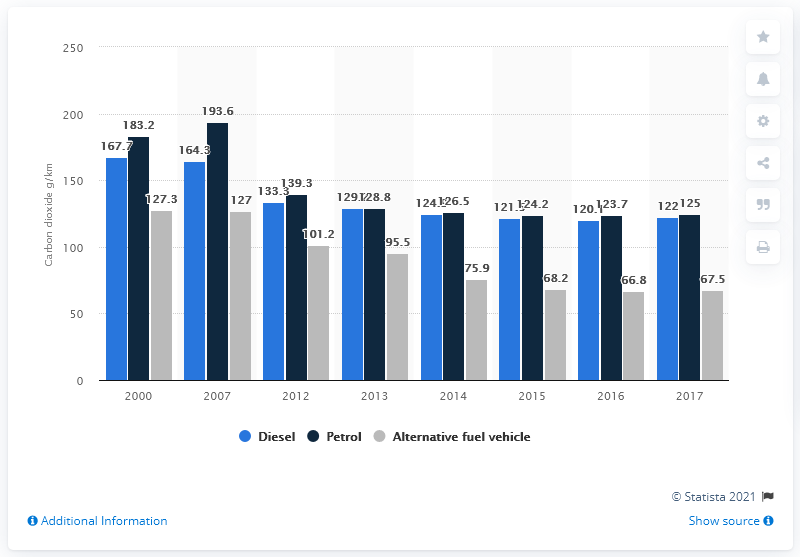 250
200
150
100
50
0
Carbon dioxide g/km
167.7 183.2 127.3
164.3 193.6 127
133.3 139.3 101.2
128.8 95.5
126.5 75.9
124.2 68.2
120.1 123.7 66.8
122 125 67.5
2000 2007 2012 2013 2014 2015 2016 2017
Diesel Petrol Alternative fuel vehicle
© Statista 2021
Additional Information
Show source